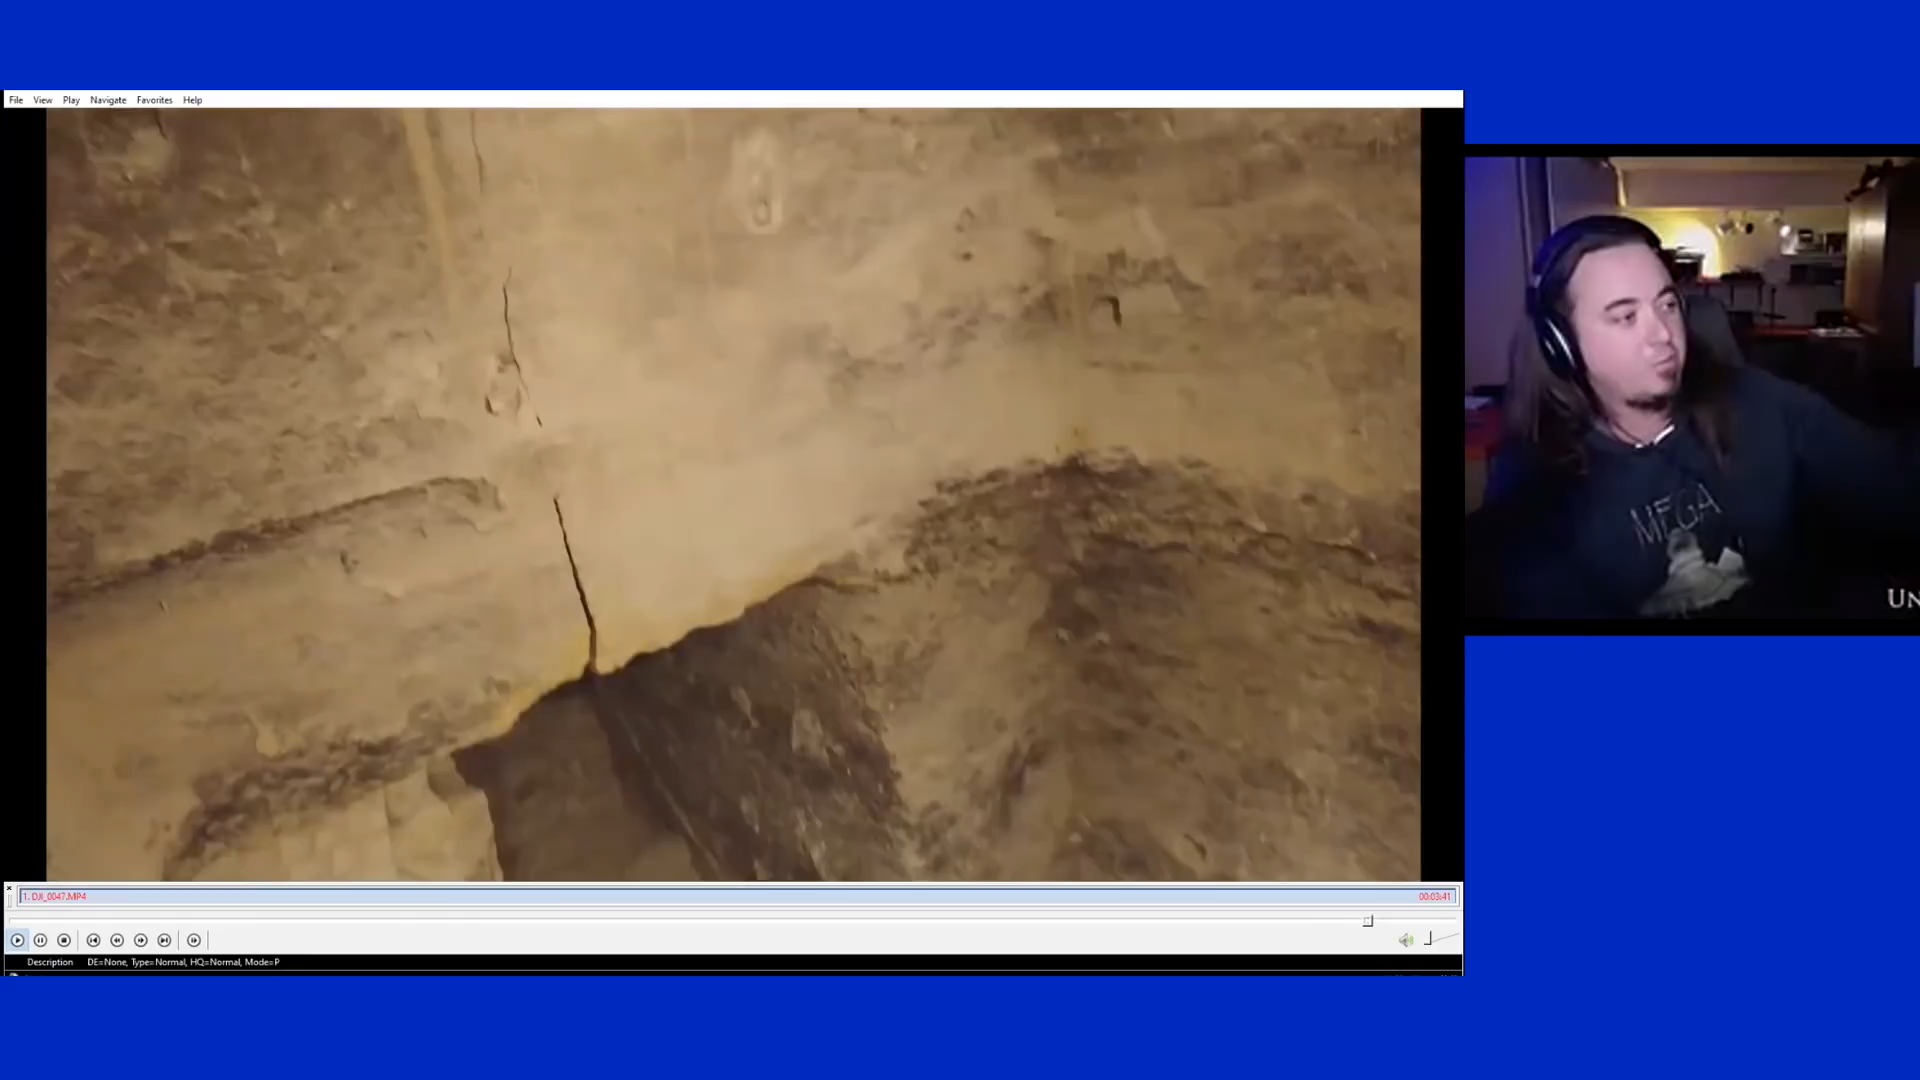 File View Play Navigate Favorites Help
1. DJI_0047.MP4 00:03:41
Description DE=None, Type=Normal, HQ=Normal, Mode=P
MEGA
UN